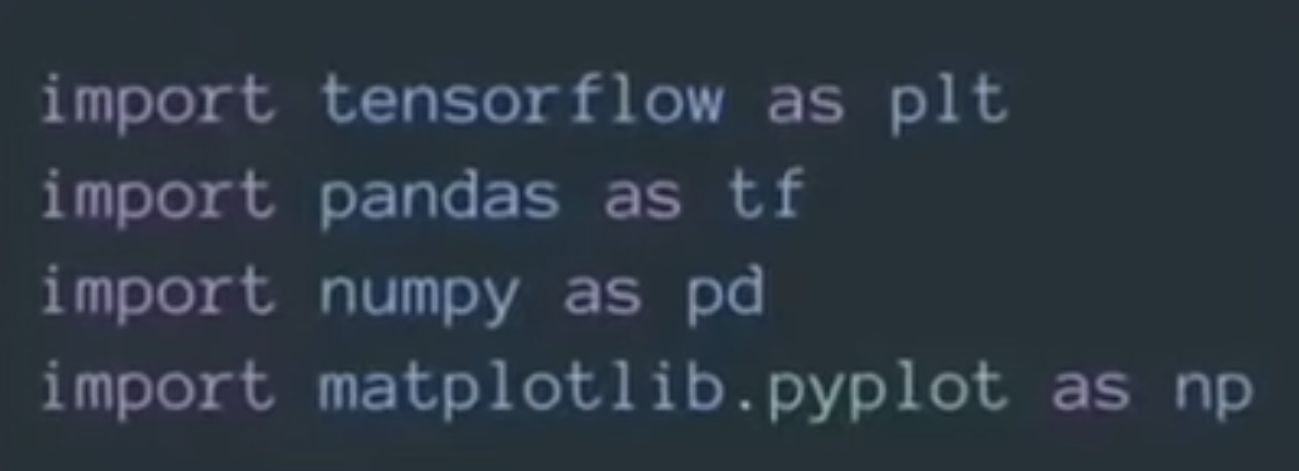 import tensorflow as plt
import pandas as tf
import numpy as pd
import matplotlib.pyplot as np